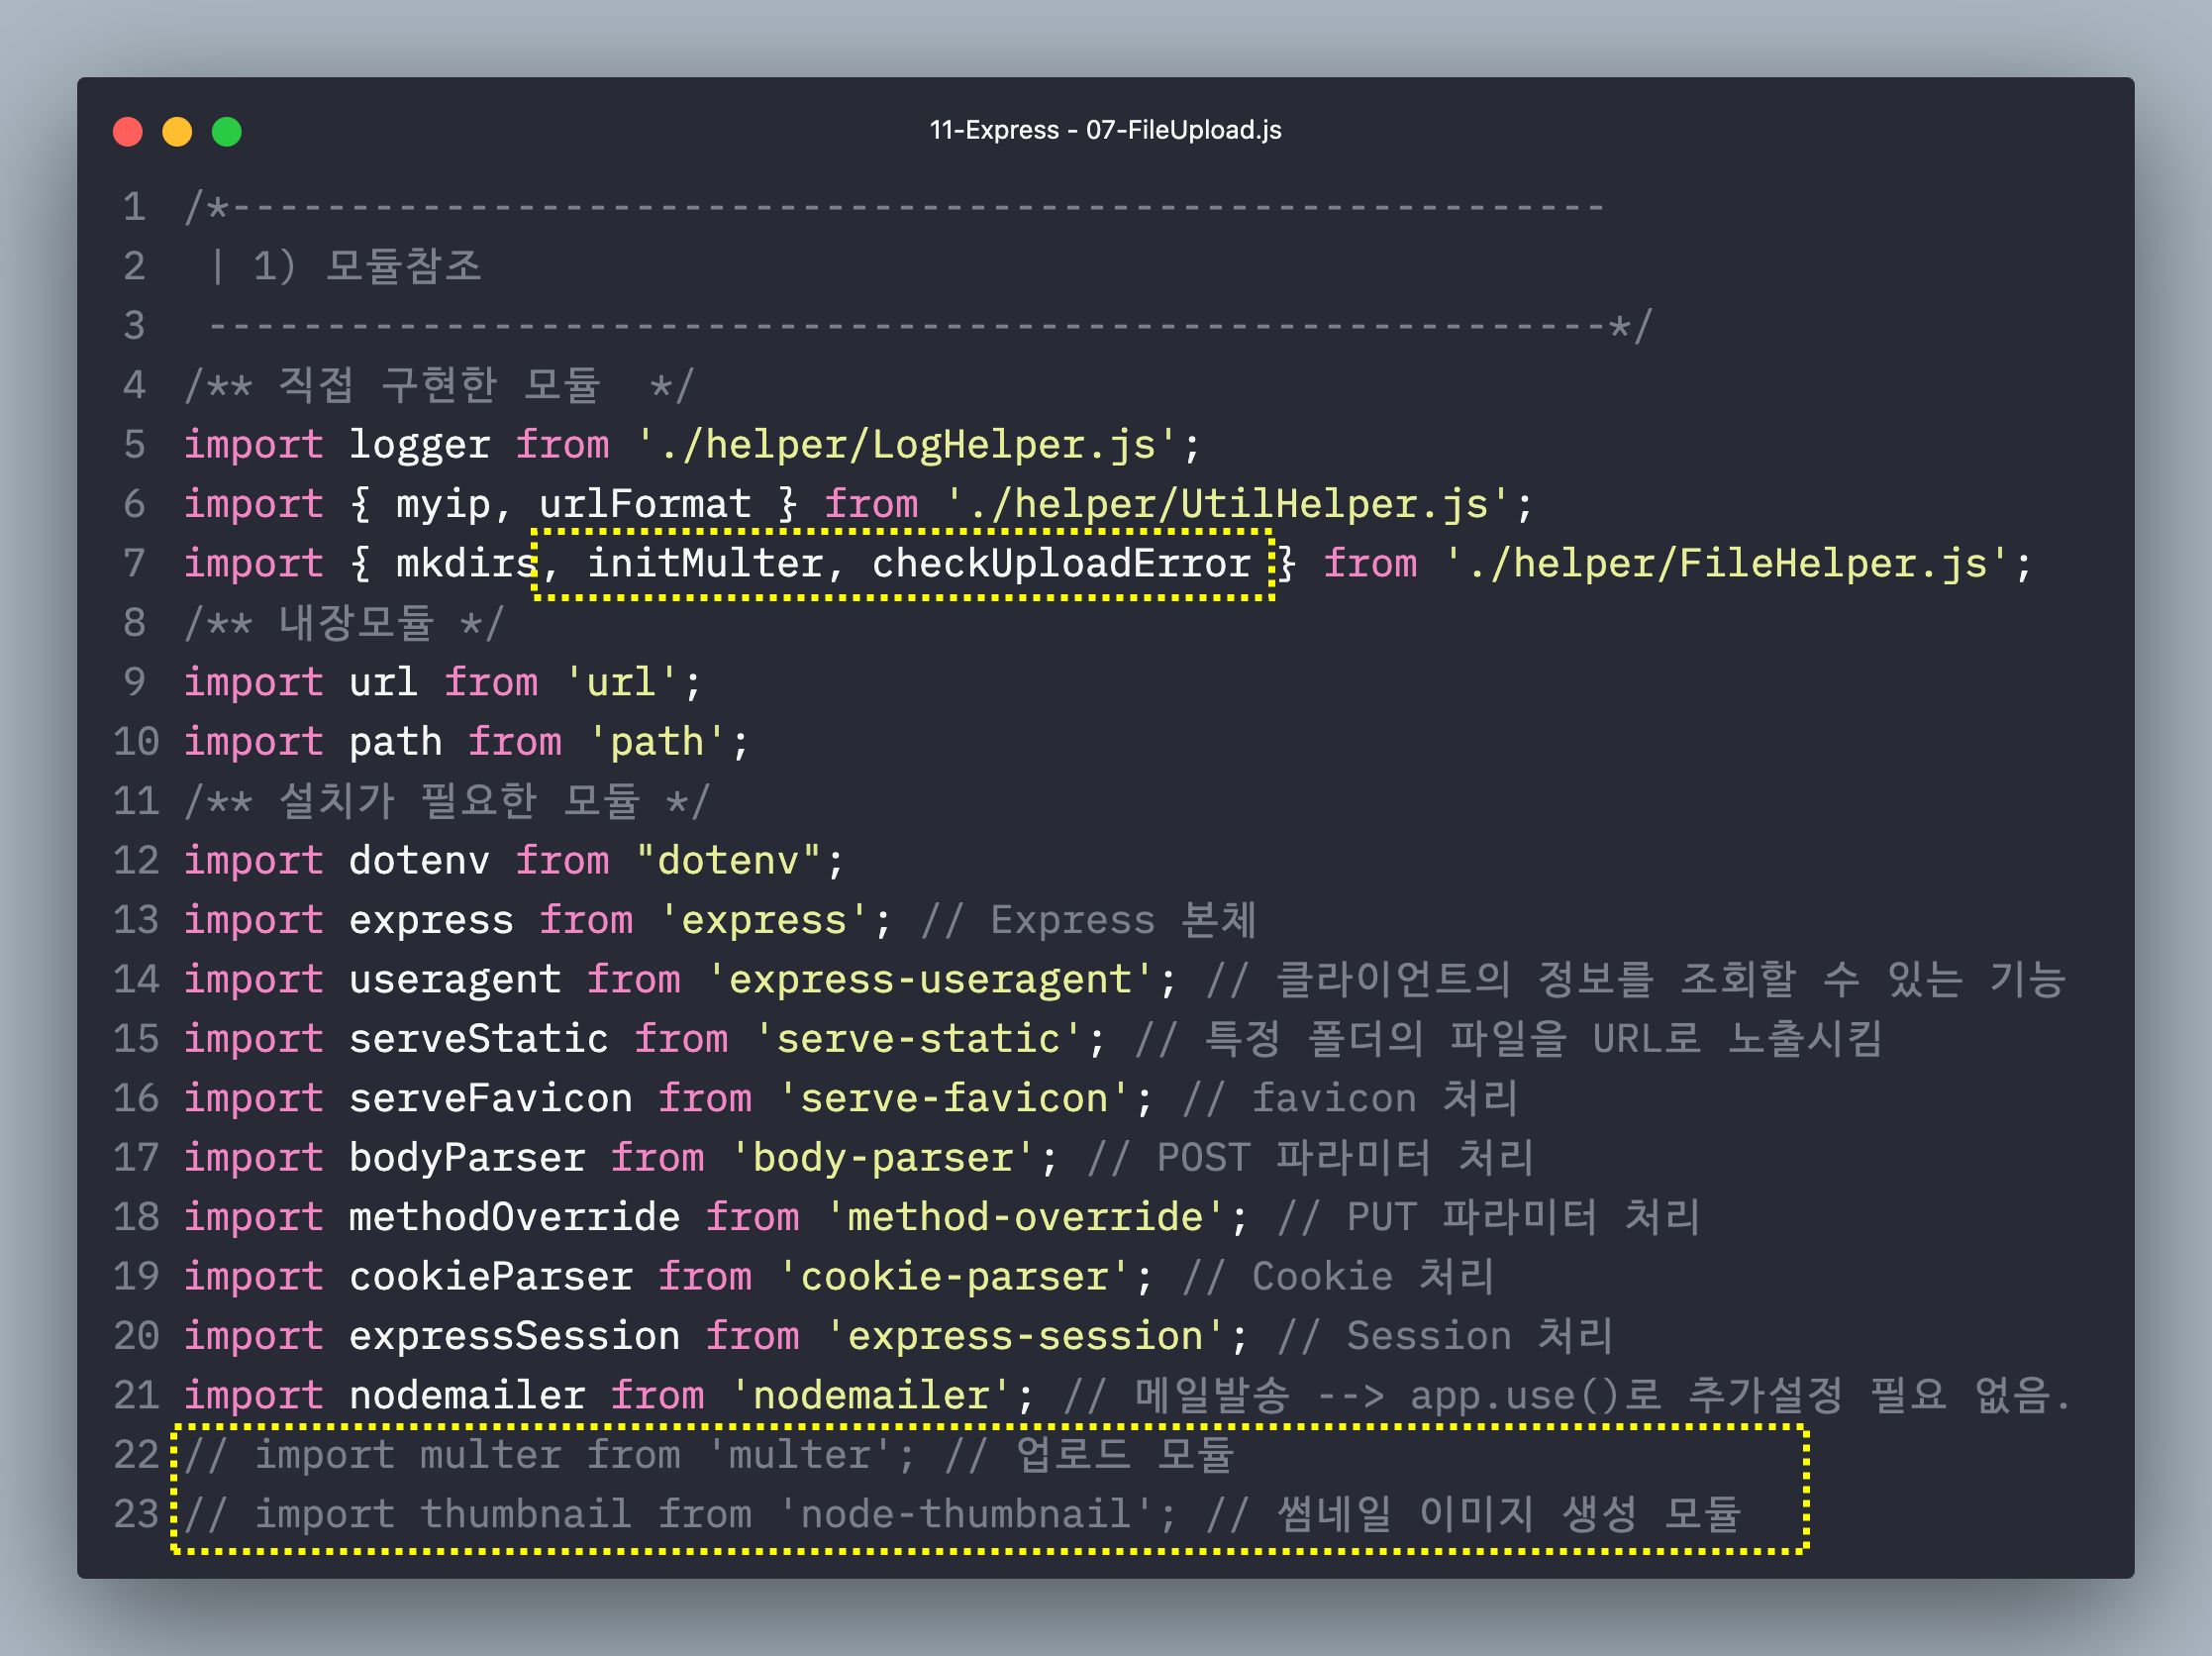 11-Express - 07-FileUpload.js
1 /*----------------------------------------------------------
2  | 1) 모듈참조
3  -----------------------------------------------------------*/
4 /** 직접 구현한 모듈  */
5 import logger from './helper/LogHelper.js';
6 import { myip, urlFormat } from './helper/UtilHelper.js';
7 import { mkdirs, initMulter, checkUploadError } from './helper/FileHelper.js';
8 /** 내장모듈 */
9 import url from 'url';
10 import path from 'path';
11 /** 설치가 필요한 모듈 */
12 import dotenv from "dotenv";
13 import express from 'express'; // Express 본체
14 import useragent from 'express-useragent'; // 클라이언트의 정보를 조회할 수 있는 기능
15 import serveStatic from 'serve-static'; // 특정 폴더의 파일을 URL로 노출시킴
16 import serveFavicon from 'serve-favicon'; // favicon 처리
17 import bodyParser from 'body-parser'; // POST 파라미터 처리
18 import methodOverride from 'method-override'; // PUT 파라미터 처리
19 import cookieParser from 'cookie-parser'; // Cookie 처리
20 import expressSession from 'express-session'; // Session 처리
21 import nodemailer from 'nodemailer'; // 메일발송 --> app.use()로 추가설정 필요 없음.
22 // import multer from 'multer'; // 업로드 모듈
23 // import thumbnail from 'node-thumbnail'; // 썸네일 이미지 생성 모듈